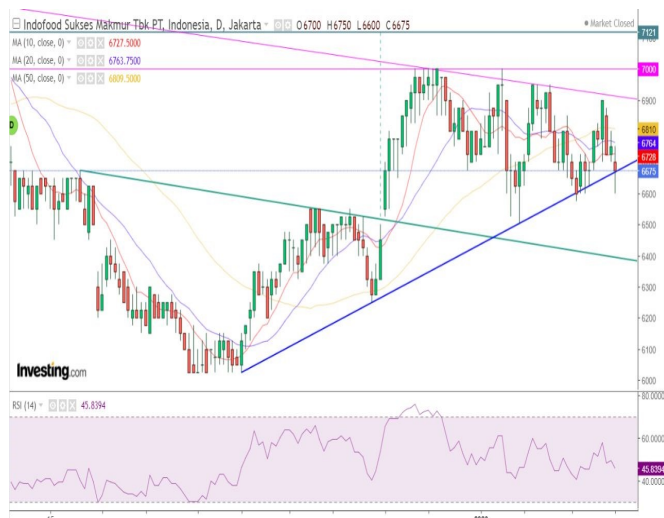 Indofood Sukses Makmur Tbk PT, Indonesia, D, Jakarta O6700 H6750 L6600 C6675
Market Closed
MA (10, close, 0) 6727.5000
MA (20, close, 0) 6763.7500
MA (50, close, 0) 6809.5000
D
7121
7000
6900
6810
6764
6728
6675
6600
6500
6400
6300
6200
6100
6000
Investing.com
RSI (14) 45.8394
80.0000
60.0000
45.8394
40.0000